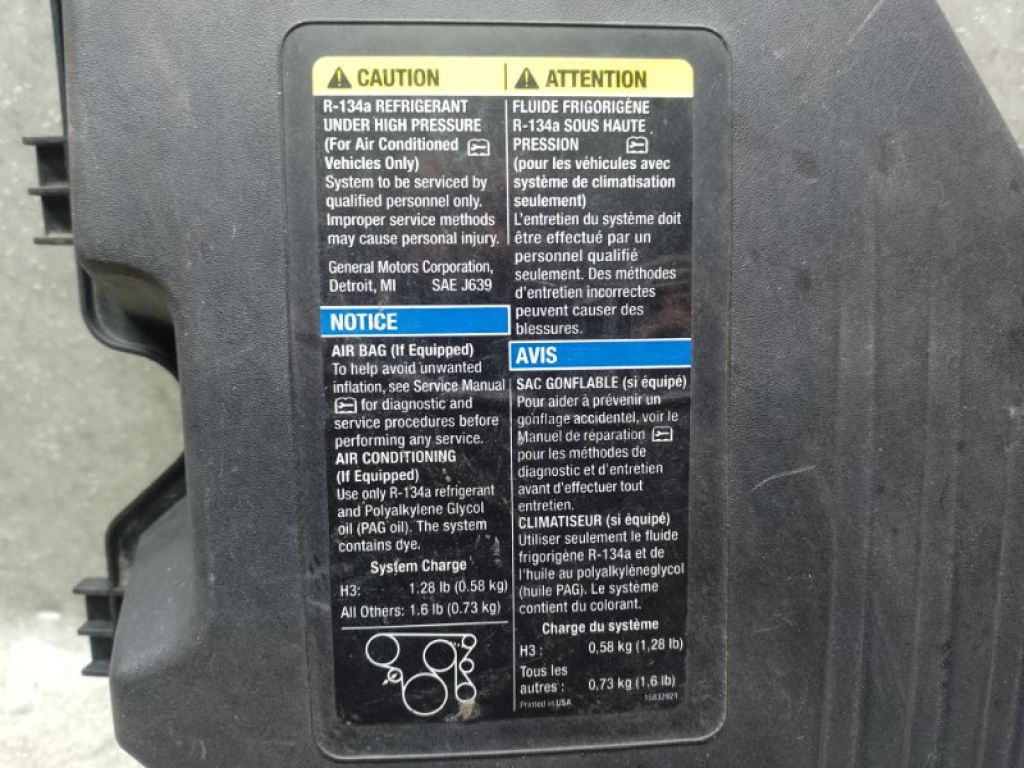 CAUTION
R-134a REFRIGERANT
UNDER HIGH PRESSURE
(For Air Conditioned
Vehicles Only)
System to be serviced by
qualified personnel only.
Improper service methods
may cause personal injury.
General Motors Corporation,
Detroit, MI SAE J639
NOTICE
AIR BAG (If Equipped)
To help avoid unwanted
inflation, see Service Manual
for diagnostic and
service procedures before
performing any service.
AIR CONDITIONING
(If Equipped)
Use only R-134a refrigerant
and Polyalkylene Glycol
oil (PAG oil). The system
contains dye.
System Charge
H3: 1.28 lb (0.58 kg)
All Others: 1.6 lb (0.73 kg)
ATTENTION
FLUIDE FRIGORIGÈNE
R-134a SOUS HAUTE
PRESSION
(pour les véhicules avec
système de climatisation
seulement)
L'entretien du système doit
être effectué par un
personnel qualifié
seulement. Des méthodes
d'entretien incorrectes
peuvent causer des
blessures.
AVIS
SAC GONFLABLE (si équipé)
Pour aider à prévenir un
gonflage accidentel, voir le
Manuel de réparation
pour les méthodes de
diagnostic et d'entretien
avant d'effectuer tout
entretien.
CLIMATISEUR (si équipé)
Utiliser seulement le fluide
frigorigène R-134a et de
l'huile au polyalkylèneglycol
(huile PAG). Le système
contient du colorant.
Charge du système
H3 : 0,58 kg (1,28 lb)
Tous les
autres : 0,73 kg (1,6 lb)
Printed in USA 15832921